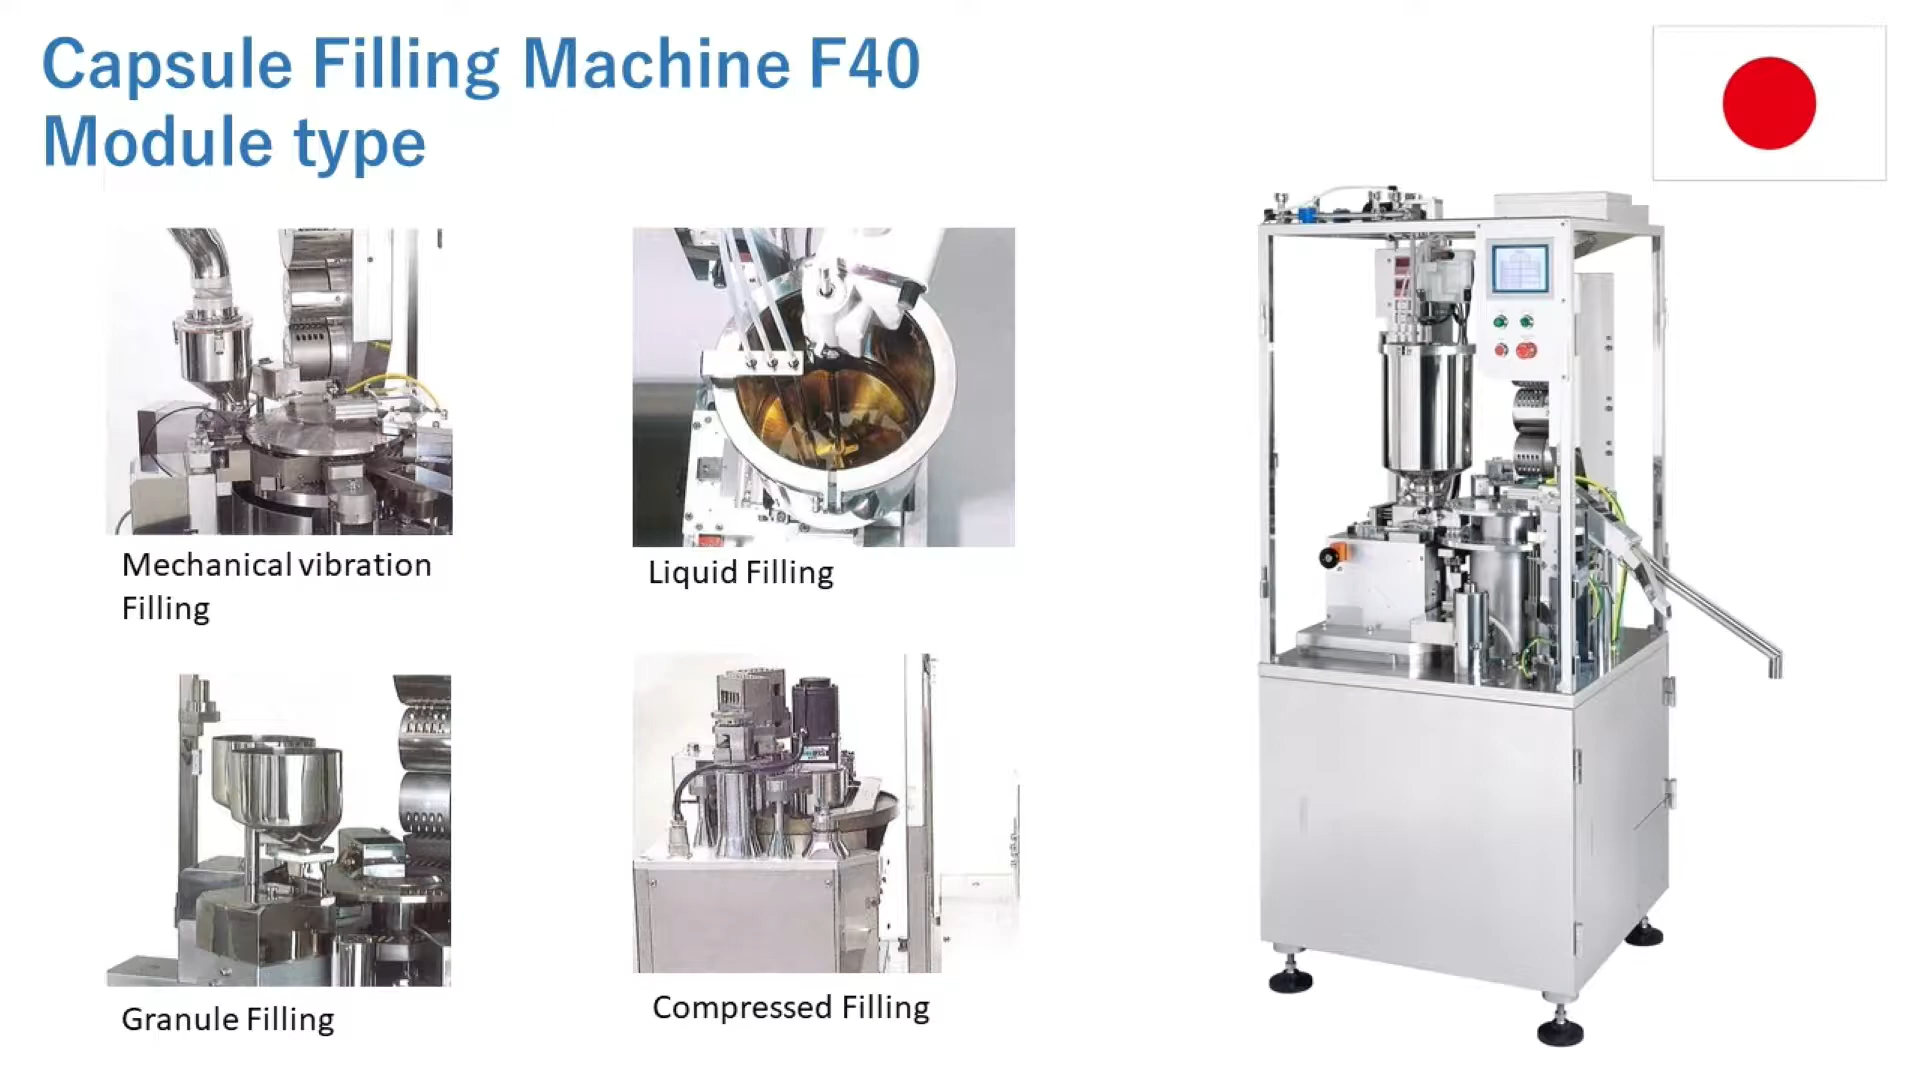 Capsule Filling Machine F40
Module type
Mechanical vibration
Filling
Liquid Filling
Granule Filling
Compressed Filling